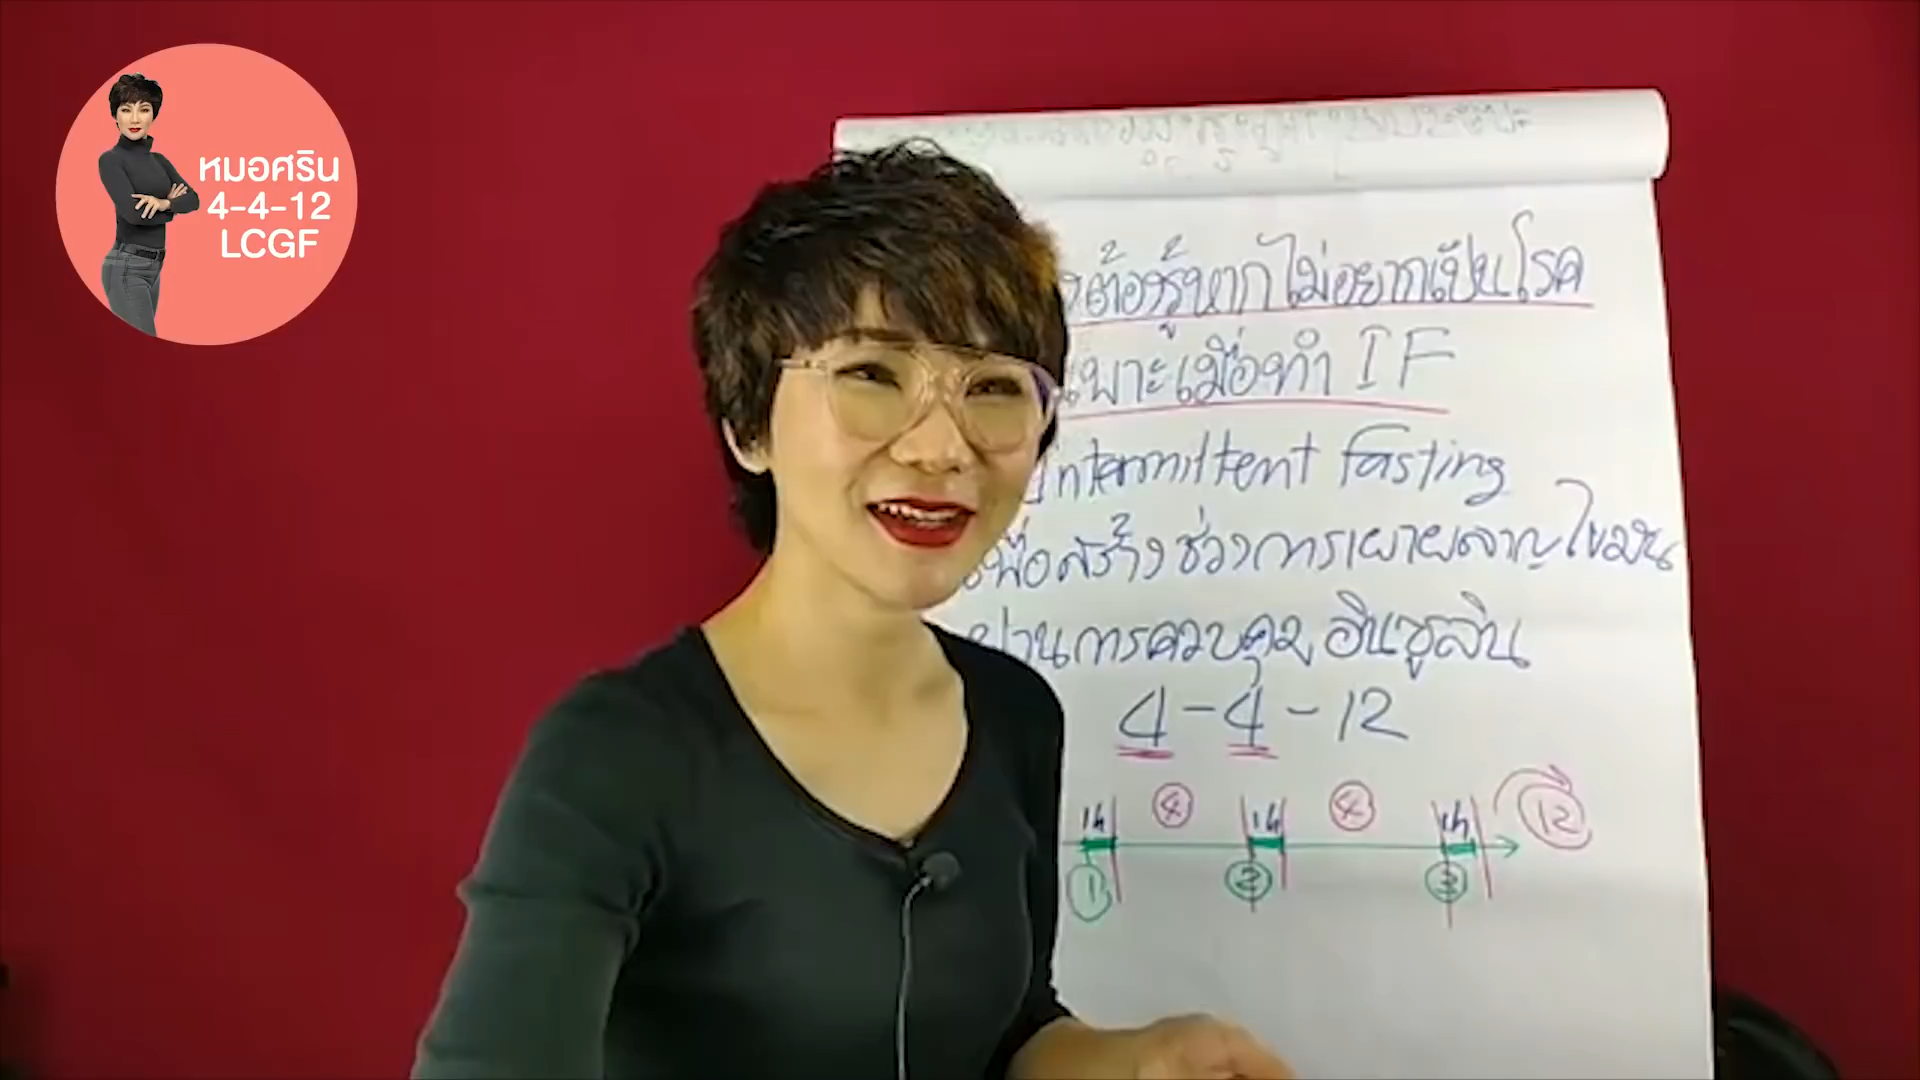 หมอศริน
4-4-12
LCGF
ต้องรู้หากไม่อยากเป็นโรค
เพาะเมื่อทำ IF
Intermittent fasting
เพื่อสร้างช่วงการเผาผลาญไขมัน
ผ่านการควบคุมอินซูลิน
4-4-12
1h 4 1h 4 1h 12
1 2 3